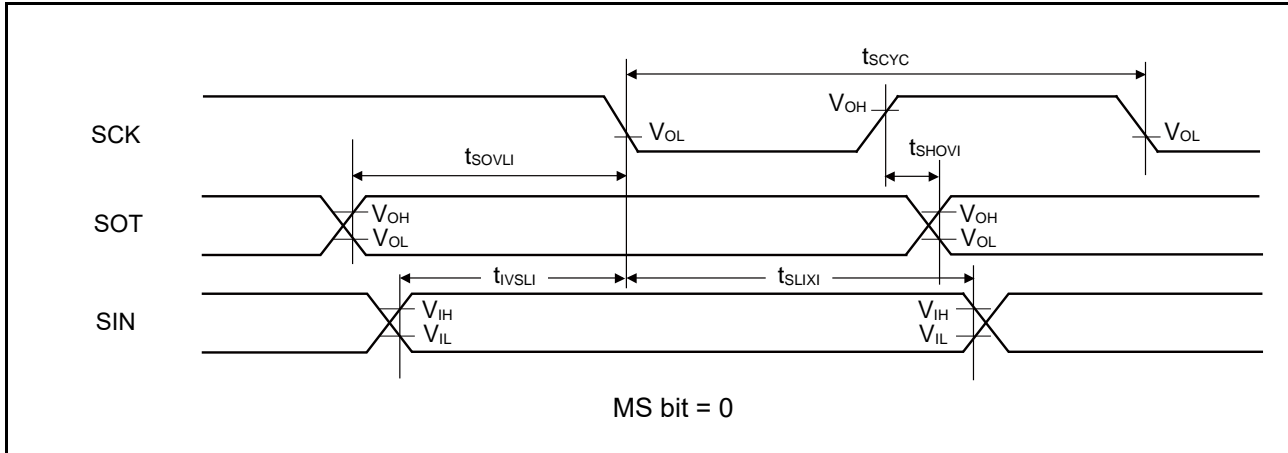 tSCYC
VOH
SCK
VOL
VOL
tSOVLI
tSHOVI
VOH
VOH
SOT
VOL
VOL
tIVSLI
tSLIXI
VIH
VIH
SIN
VIL
VIL
MS bit = 0